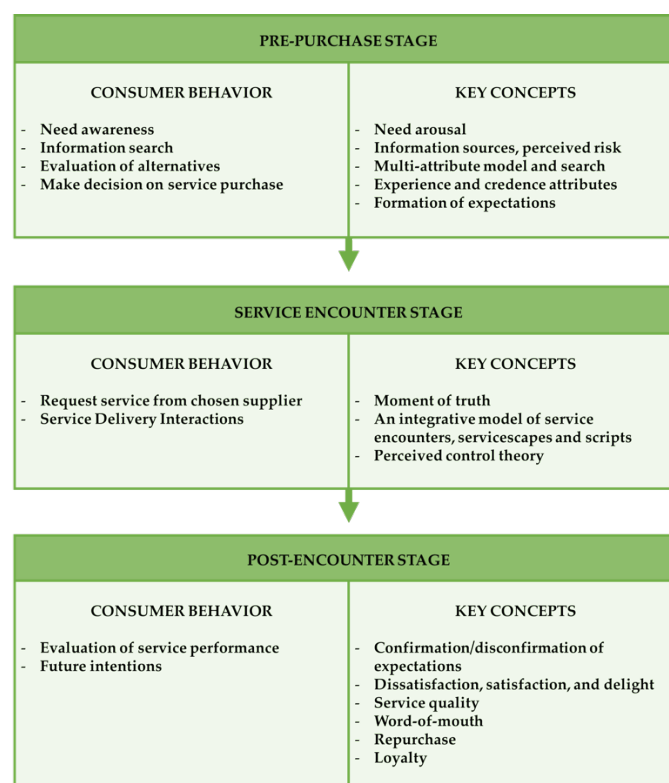 PRE-PURCHASE STAGE
CONSUMER BEHAVIOR
- Need awareness
- Information search
- Evaluation of alternatives
- Make decision on service purchase
KEY CONCEPTS
- Need arousal
- Information sources, perceived risk
- Multi-attribute model and search
- Experience and credence attributes
- Formation of expectations
SERVICE ENCOUNTER STAGE
CONSUMER BEHAVIOR
- Request service from chosen supplier
- Service Delivery Interactions
KEY CONCEPTS
- Moment of truth
- An integrative model of service
encounters, servicescapes and scripts
- Perceived control theory
POST-ENCOUNTER STAGE
CONSUMER BEHAVIOR
- Evaluation of service performance
- Future intentions
KEY CONCEPTS
- Confirmation/disconfirmation of
expectations
- Dissatisfaction, satisfaction, and delight
- Service quality
- Word-of-mouth
- Repurchase
- Loyalty